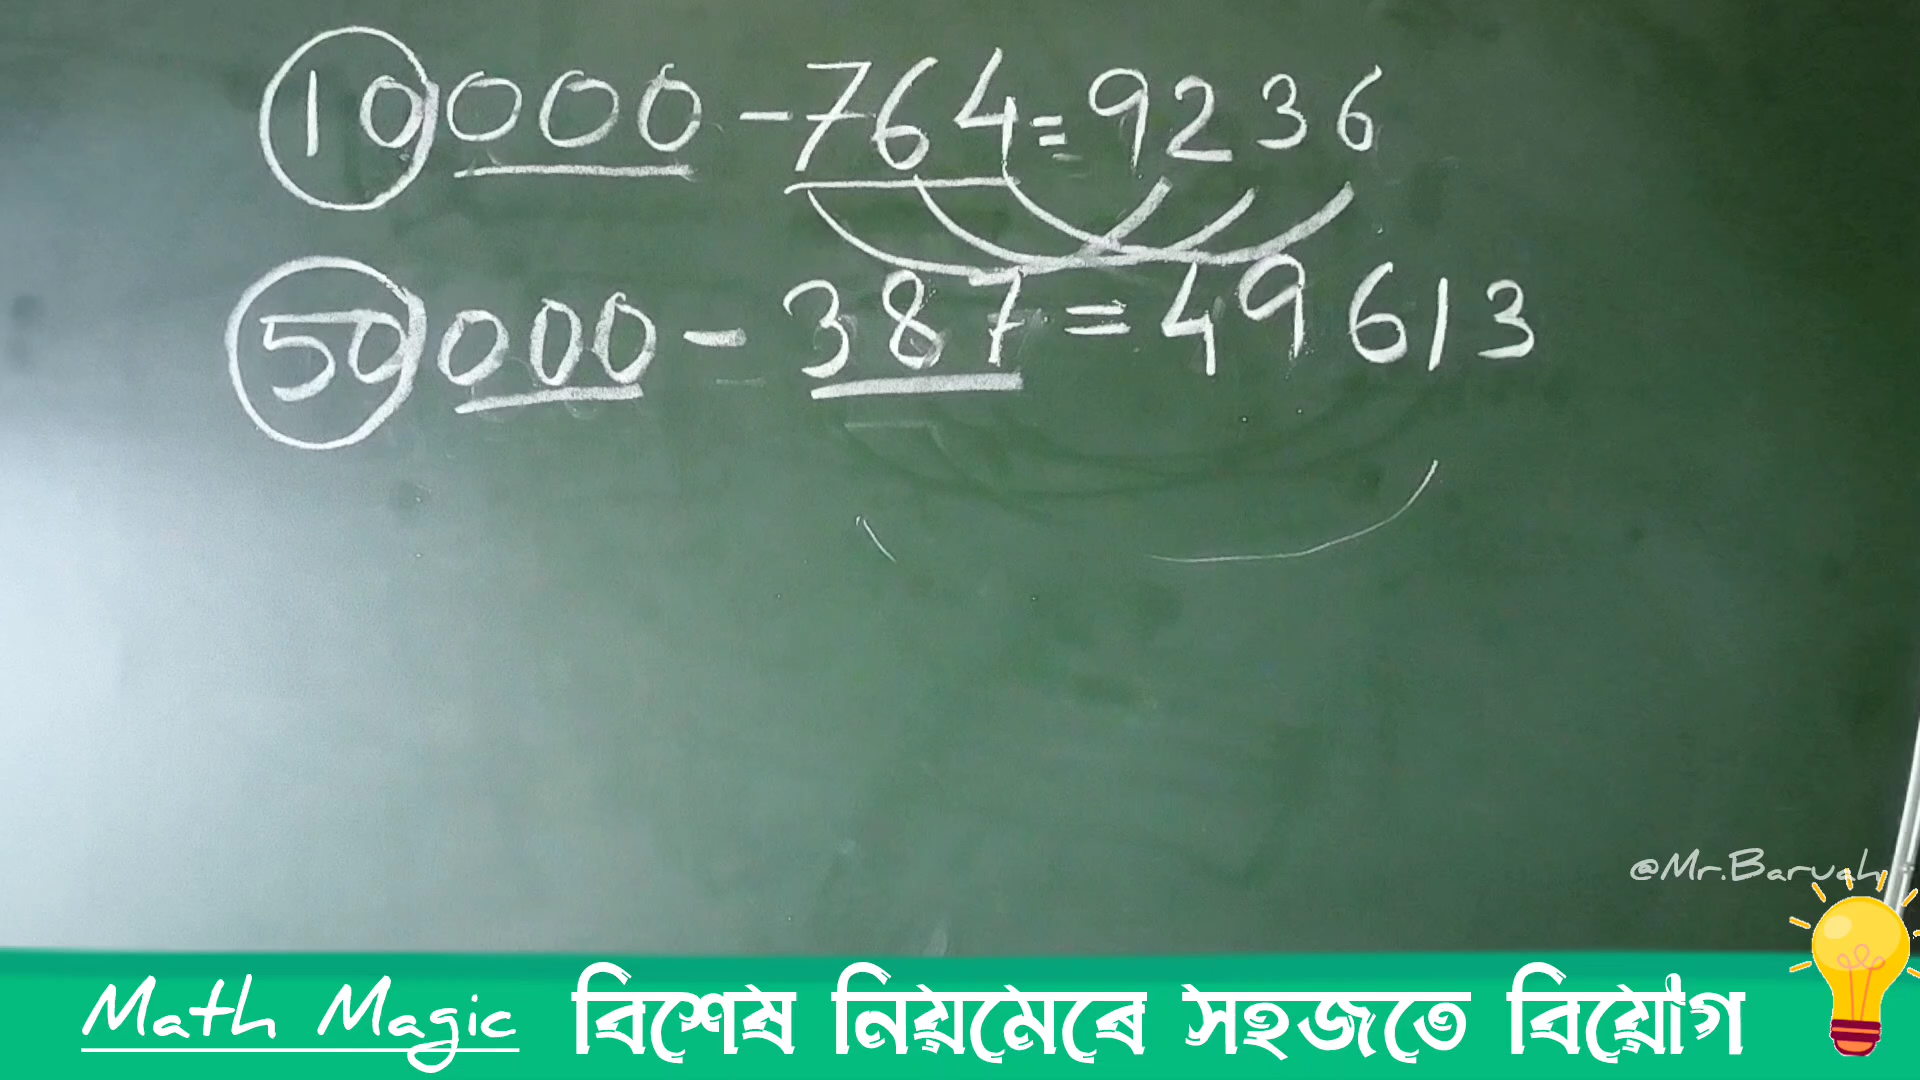 10000 - 764 = 9236
50000 - 387 = 49613
@Mr.Baruah
Math Magic বিশেষ নিয়মেৰে সহজতে বিয়োগ